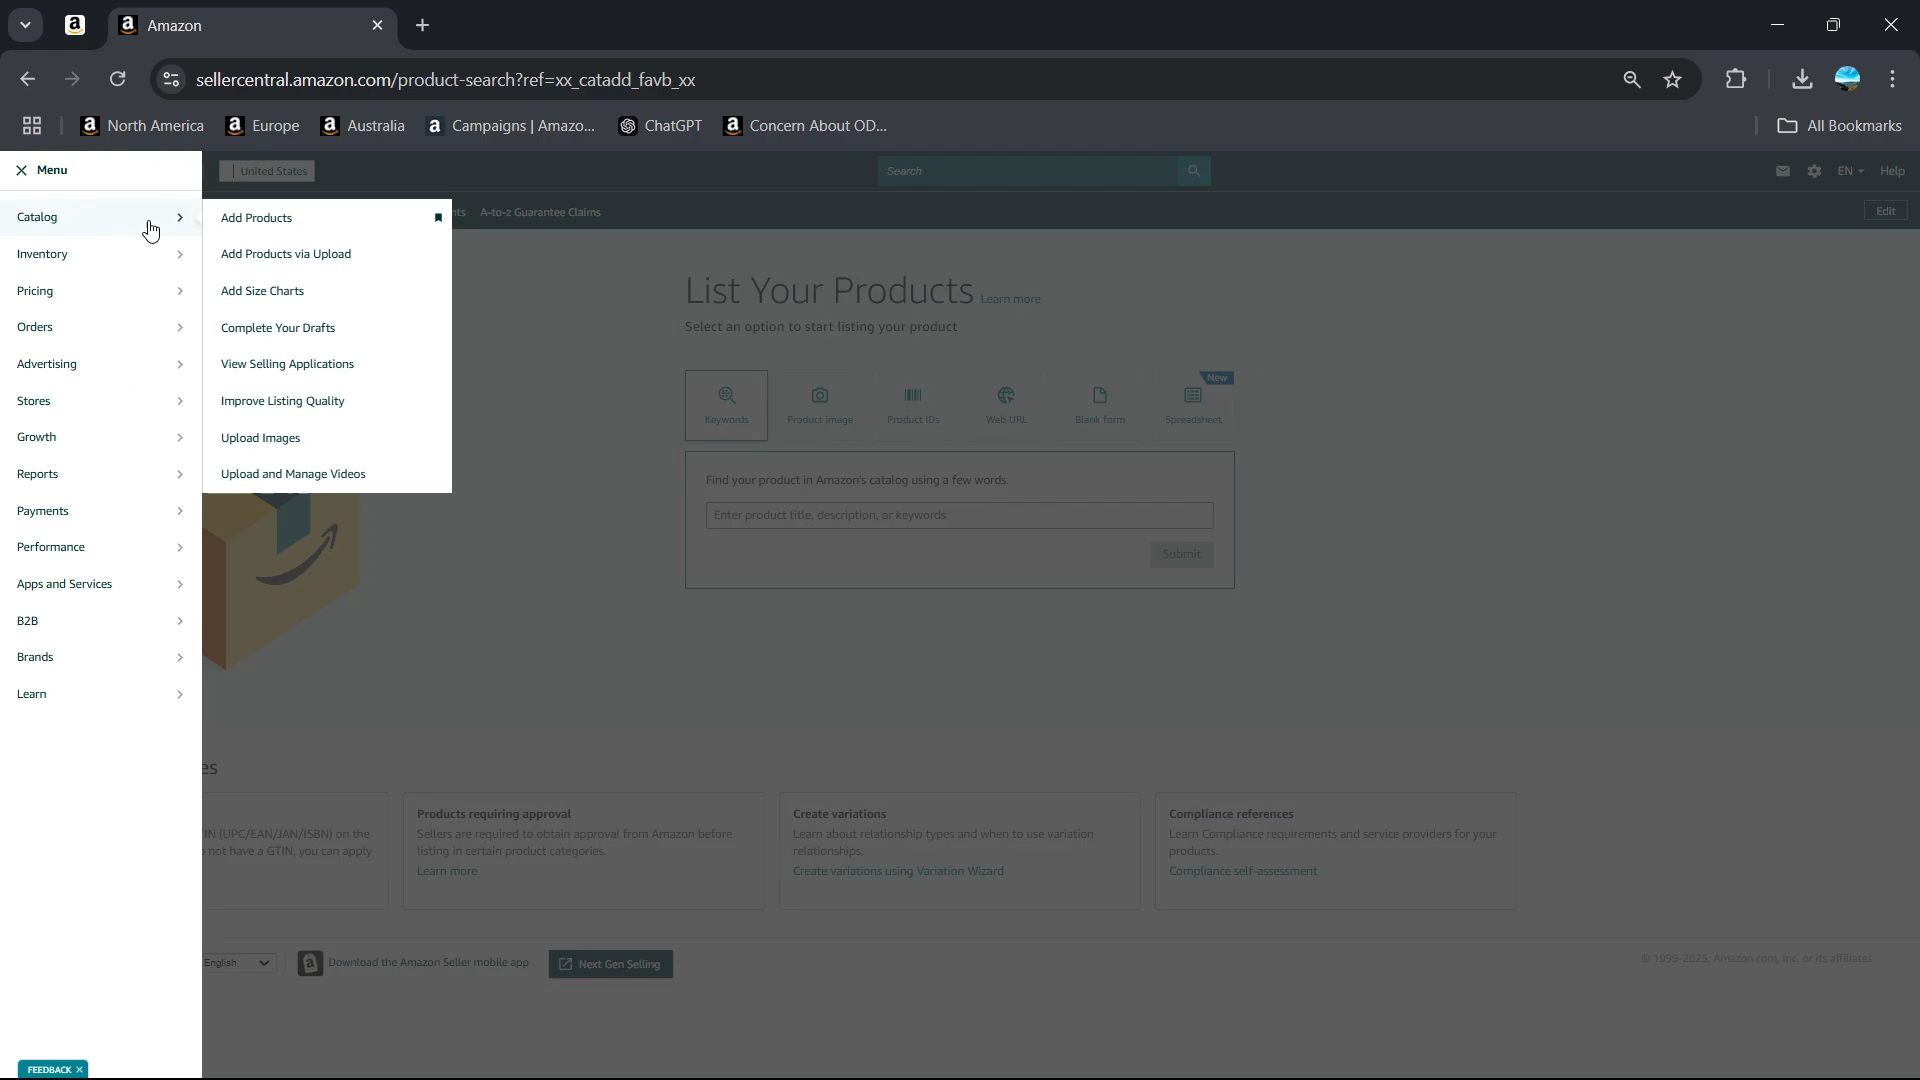 Amazon
sellercentral.amazon.com/product-search?ref=xx_catadd_favb_xx
North America
Europe
Australia
Campaigns | Amazo...
ChatGPT
Concern About OD...
All Bookmarks
Menu
United States
Search
EN
Help
Catalog
Add Products
nts
A-to-z Guarantee Claims
Edit
Inventory
Add Products via Upload
Pricing
Add Size Charts
List Your Products Learn more
Orders
Complete Your Drafts
Select an option to start listing your product
Advertising
View Selling Applications
New
Stores
Improve Listing Quality
Keywords
Product image
Product IDs
Web URL
Blank form
Spreadsheet
Growth
Upload Images
Reports
Upload and Manage Videos
Find your product in Amazon's catalog using a few words.
Payments
Enter product title, description, or keywords
Performance
Submit
Apps and Services
B2B
Brands
Learn
es
TIN (UPC/EAN/JAN/ISBN) on the
o not have a GTIN, you can apply
Products requiring approval
Sellers are required to obtain approval from Amazon before
listing in certain product categories.
Learn more
Create variations
Learn about relationship types and when to use variation
relationships.
Create variations using Variation Wizard
Compliance references
Learn Compliance requirements and service providers for your
products.
Compliance self-assessment
English
Download the Amazon Seller mobile app
Next Gen Selling
© 1999-2025, Amazon.com, Inc. or its affiliates
FEEDBACK